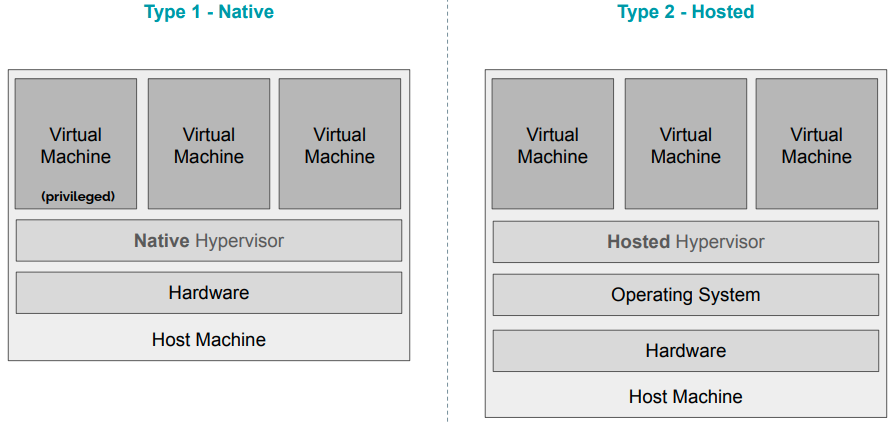 Type 1 - Native
Virtual
Machine
(privileged)
Virtual
Machine
Virtual
Machine
Native Hypervisor
Hardware
Host Machine
Type 2 - Hosted
Virtual
Machine
Virtual
Machine
Virtual
Machine
Hosted Hypervisor
Operating System
Hardware
Host Machine